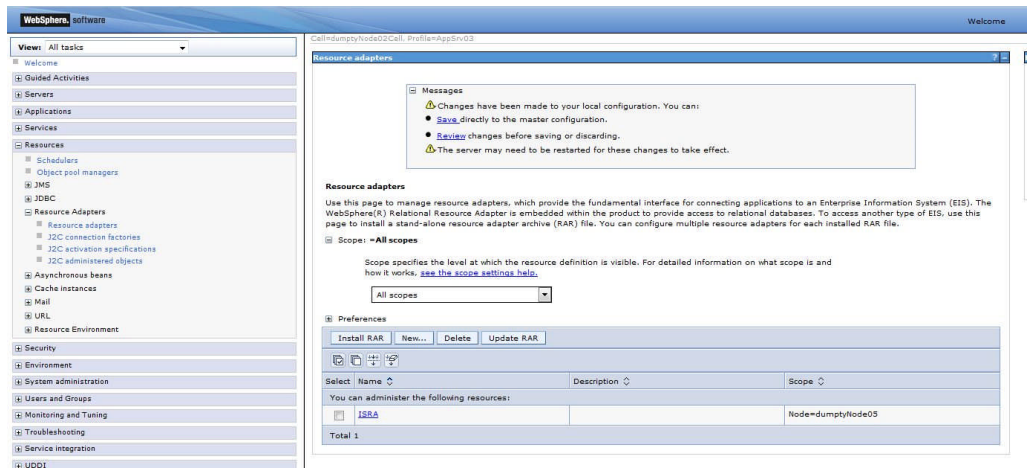 WebSphere. software
Welcome
View: All tasks
Welcome
Guided Activities
Servers
Applications
Services
Resources
Schedulers
Object pool managers
JMS
JDBC
Resource Adapters
Resource adapters
J2C connection factories
J2C activation specifications
J2C administered objects
Asynchronous beans
Cache instances
Mail
URL
Resource Environment
Security
Environment
System administration
Users and Groups
Monitoring and Tuning
Troubleshooting
Service integration
UDDI
Cell=dumptyNode02Cell, Profile=AppSrv03
Resource adapters
? -
Messages
Changes have been made to your local configuration. You can:
Save directly to the master configuration.
Review changes before saving or discarding.
The server may need to be restarted for these changes to take effect.
Resource adapters
Use this page to manage resource adapters, which provide the fundamental interface for connecting applications to an Enterprise Information System (EIS). The
WebSphere(R) Relational Resource Adapter is embedded within the product to provide access to relational databases. To access another type of EIS, use this
page to install a stand-alone resource adapter archive (RAR) file. You can configure multiple resource adapters for each installed RAR file.
Scope: =All scopes
Scope specifies the level at which the resource definition is visible. For detailed information on what scope is and
how it works, see the scope settings help.
All scopes
Preferences
Install RAR New... Delete Update RAR
Select Name Description Scope
You can administer the following resources:
ISRA Node=dumptyNode05
Total 1